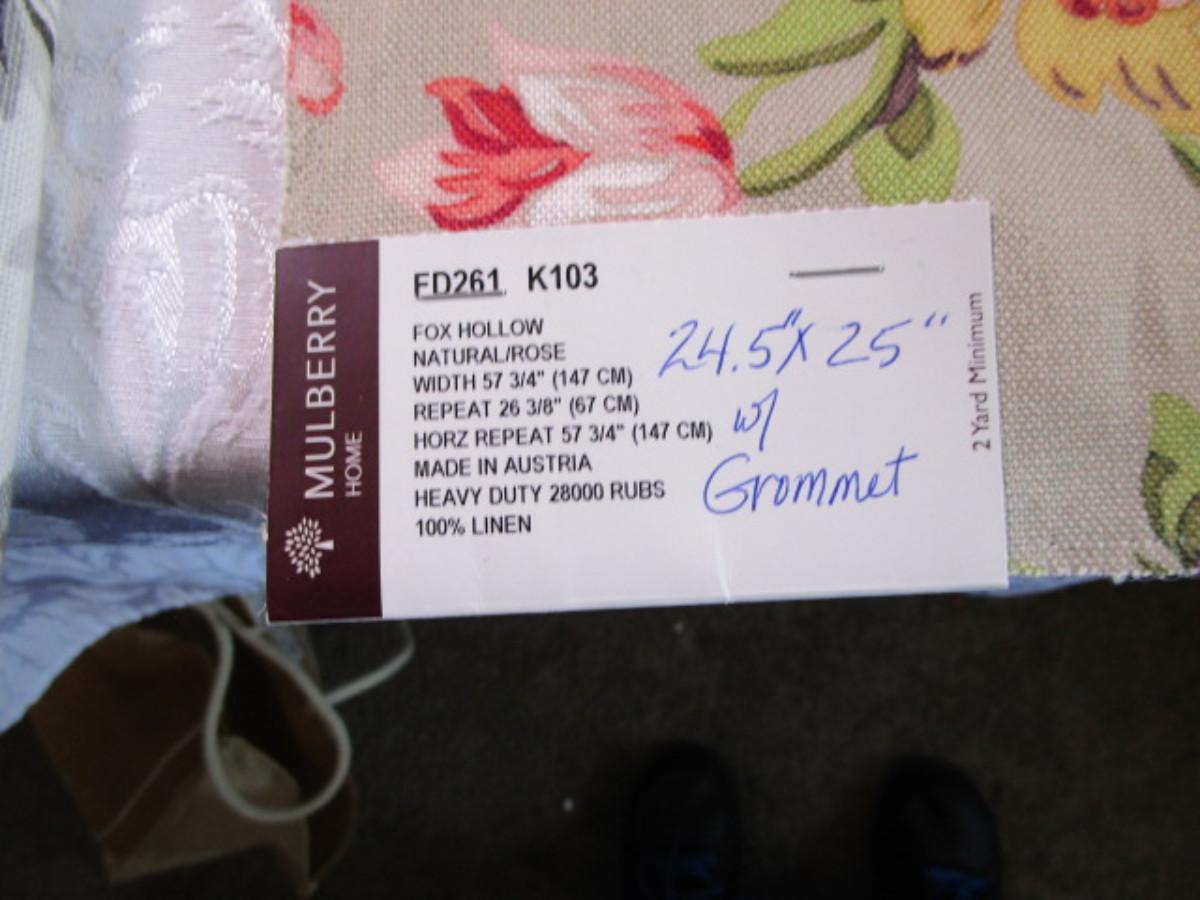 MULBERRY
HOME
FD261 K103
FOX HOLLOW
NATURAL/ROSE
WIDTH 57 3/4" (147 CM)
REPEAT 26 3/8" (67 CM)
HORZ REPEAT 57 3/4" (147 CM)
MADE IN AUSTRIA
HEAVY DUTY 28000 RUBS
100% LINEN
24.5" X 25"
w/
Grommet
2 Yard Minimum